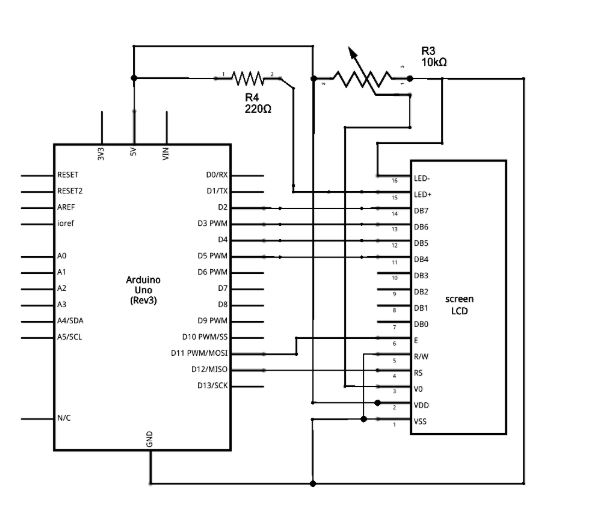 R3
10kΩ
1
2
R4
220Ω
3V3
5V
VIN
RESET
RESET2
AREF
ioref
A0
A1
A2
A3
A4/SDA
A5/SCL
N/C
GND
Arduino
Uno
(Rev3)
D0/RX
D1/TX
D2
D3 PWM
D4
D5 PWM
D6 PWM
D7
D8
D9 PWM
D10 PWM/SS
D11 PWM/MOSI
D12/MISO
D13/SCK
16 LED-
15 LED+
14 DB7
13 DB6
12 DB5
11 DB4
10 DB3
9 DB2
8 DB1
7 DB0
6 E
5 R/W
4 RS
3 V0
2 VDD
1 VSS
screen
LCD